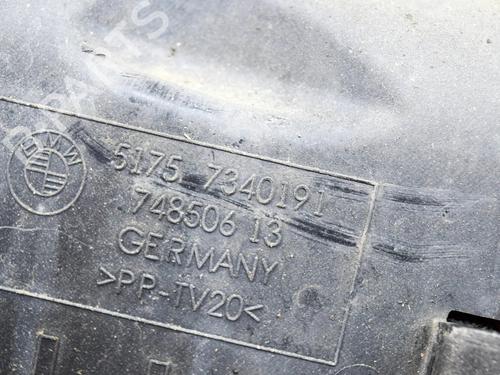 BMW
5175 7340191
748506 13
GERMANY
>PP-TV20<